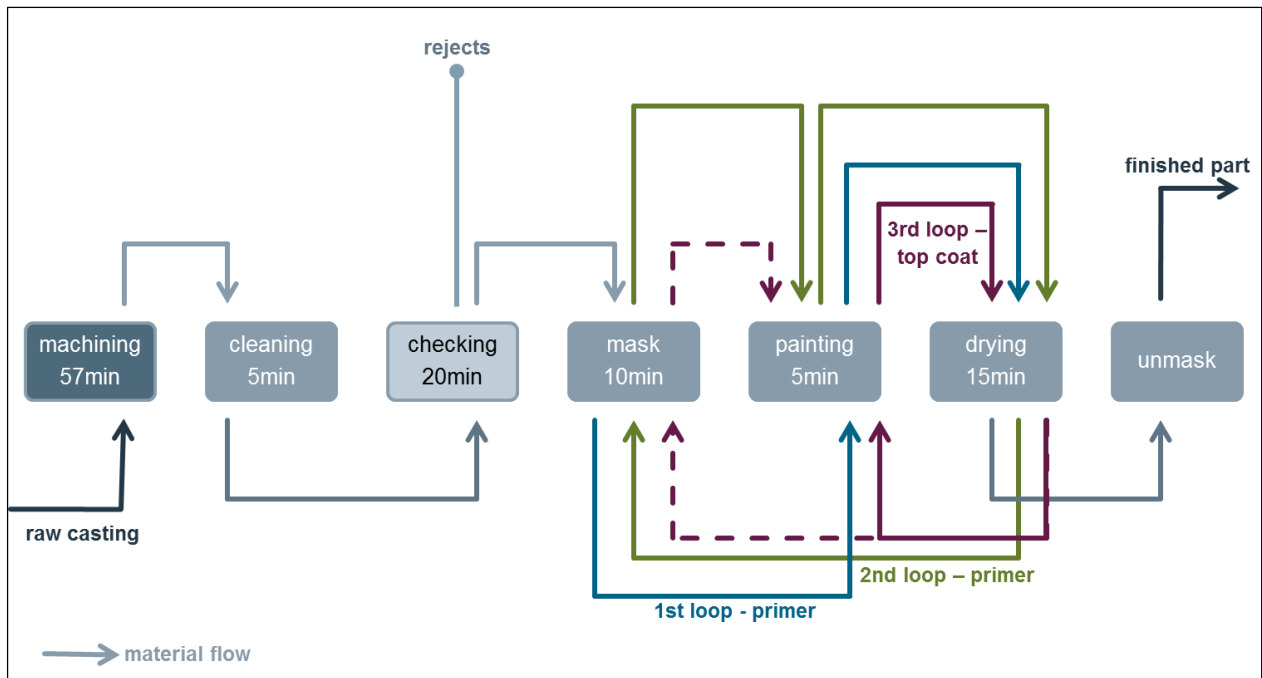 rejects
finished part
3rd loop –
top coat
machining
57min
cleaning
5min
checking
20min
mask
10min
painting
5min
drying
15min
unmask
raw casting
2nd loop – primer
1st loop - primer
material flow